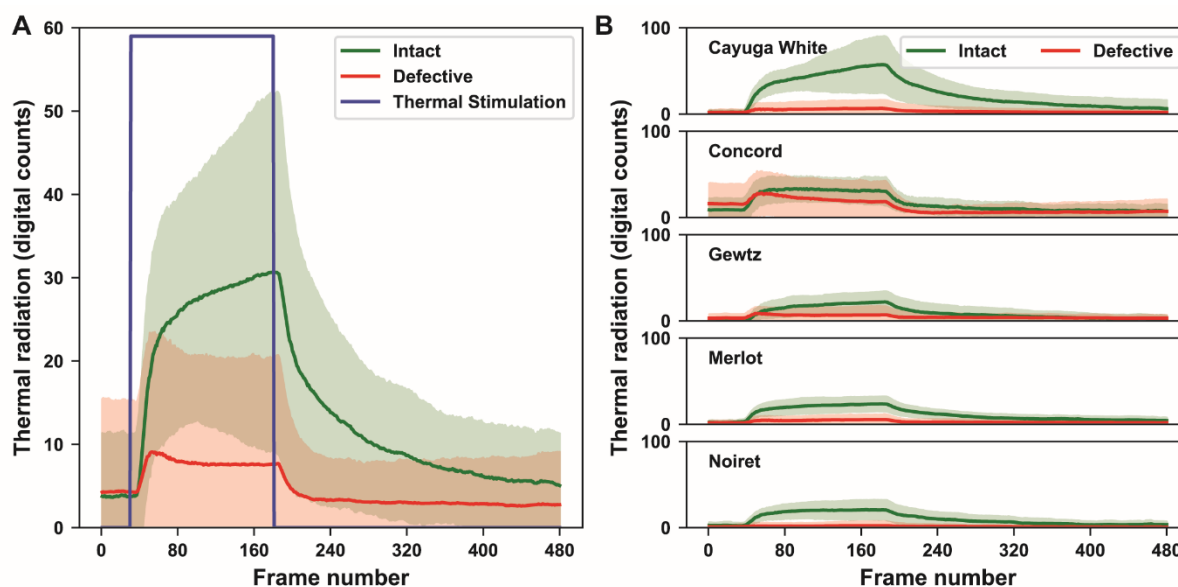 A
60
50
40
30
20
10
0
Thermal radiation (digital counts)
Intact
Defective
Thermal Stimulation
0 80 160 240 320 400 480
Frame number
B
Thermal radiation (digital counts)
100
Cayuga White
Intact Defective
0
100
Concord
0
100
Gewtz
0
100
Merlot
0
100
Noiret
0
0 80 160 240 320 400 480
Frame number